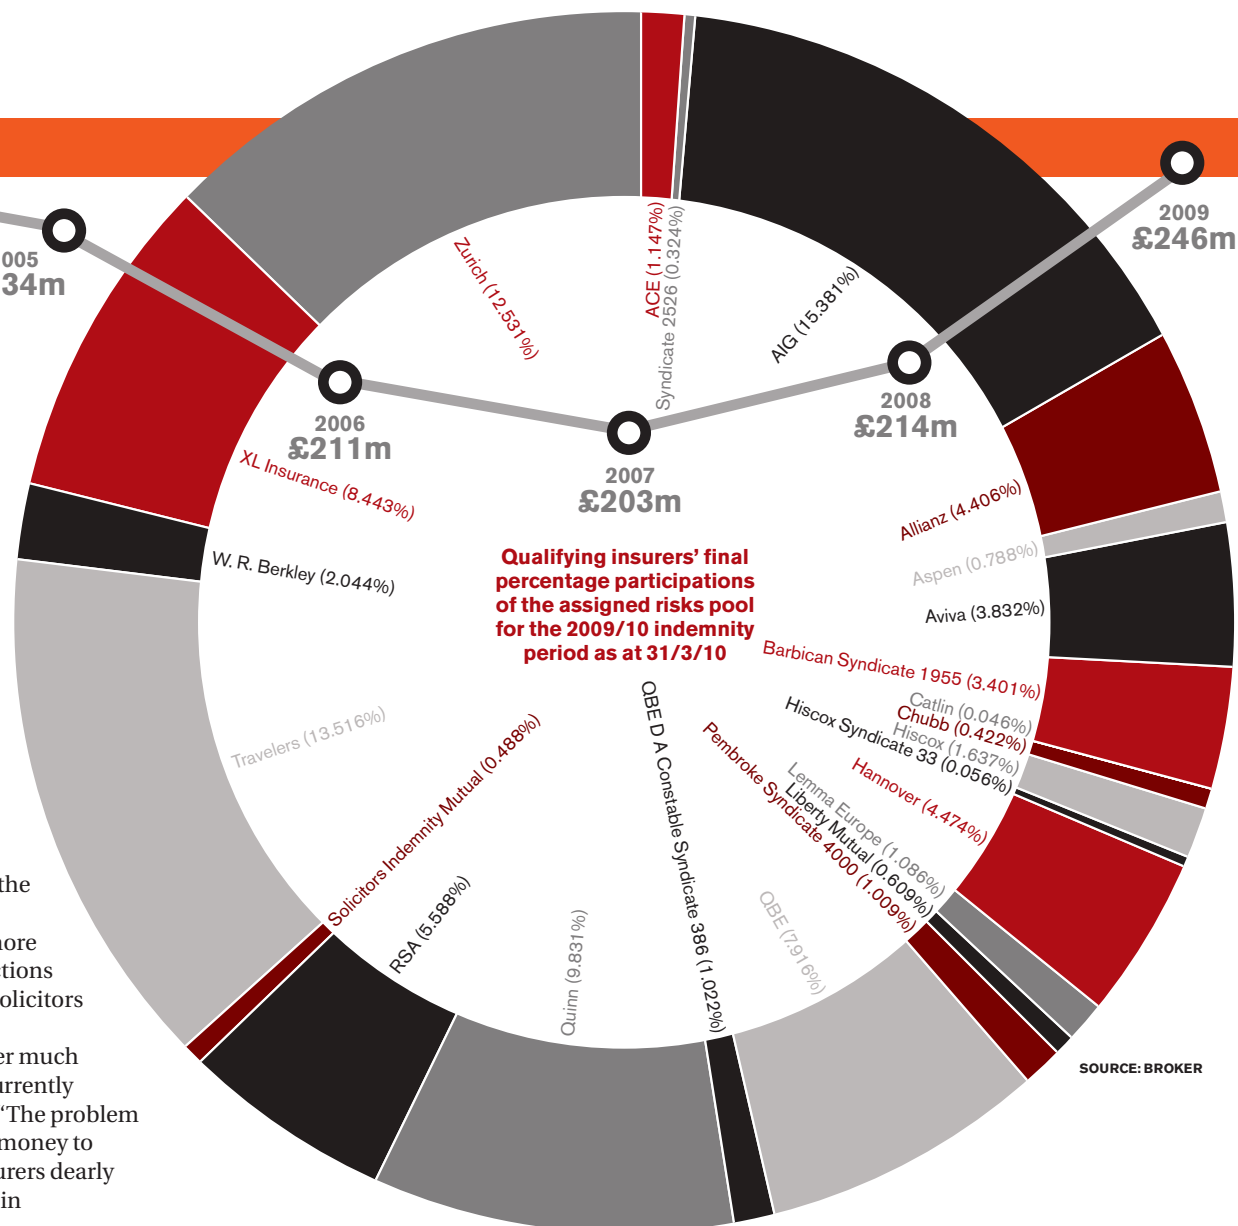 005
34m
2006
£211m
2007
£203m
2008
£214m
2009
£246m
Qualifying insurers’ final
percentage participations
of the assigned risks pool
for the 2009/10 indemnity
period as at 31/3/10
ACE (1.147%)
Syndicate 2526 (0.324%)
AIG (15.381%)
Allianz (4.406%)
Aspen (0.788%)
Aviva (3.832%)
Barbican Syndicate 1955 (3.401%)
Catlin (0.046%)
Chubb (0.422%)
Hiscox (1.637%)
Hiscox Syndicate 33 (0.056%)
Hannover (4.474%)
Lemma Europe (1.086%)
Liberty Mutual (0.609%)
Pembroke Syndicate 4000 (1.009%)
QBE (7.916%)
QBE D A Constable Syndicate 386 (1.022%)
Quinn (9.831%)
RSA (5.588%)
Solicitors Indemnity Mutual (0.488%)
Travelers (13.516%)
W. R. Berkley (2.044%)
XL Insurance (8.443%)
Zurich (12.531%)
SOURCE: BROKER
the
ore
ctions
olicitors
er much
urrently
“The problem
money to
urers dearly
in